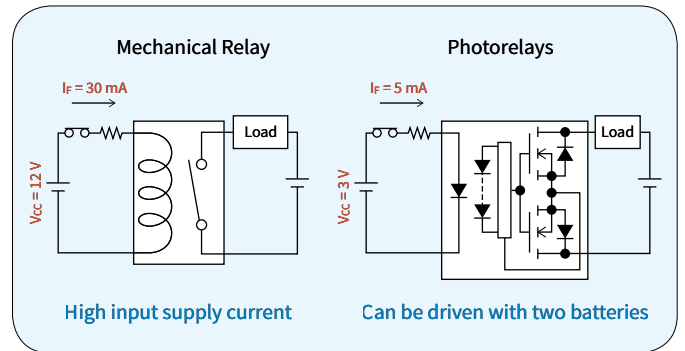 Mechanical Relay
IF = 30 mA
Load
VCC = 12 V
High input supply current
Photorelays
IF = 5 mA
Load
VCC = 3 V
Can be driven with two batteries